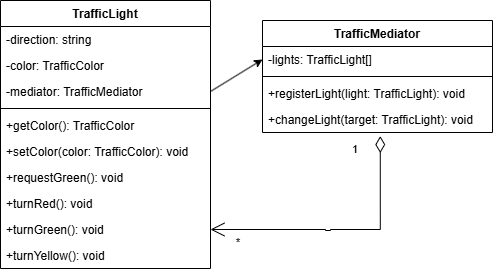 TrafficLight
-direction: string
-color: TrafficColor
-mediator: TrafficMediator
+getColor(): TrafficColor
+setColor(color: TrafficColor): void
+requestGreen(): void
+turnRed(): void
+turnGreen(): void
+turnYellow(): void
TrafficMediator
-lights: TrafficLight[]
+registerLight(light: TrafficLight): void
+changeLight(target: TrafficLight): void
1
*